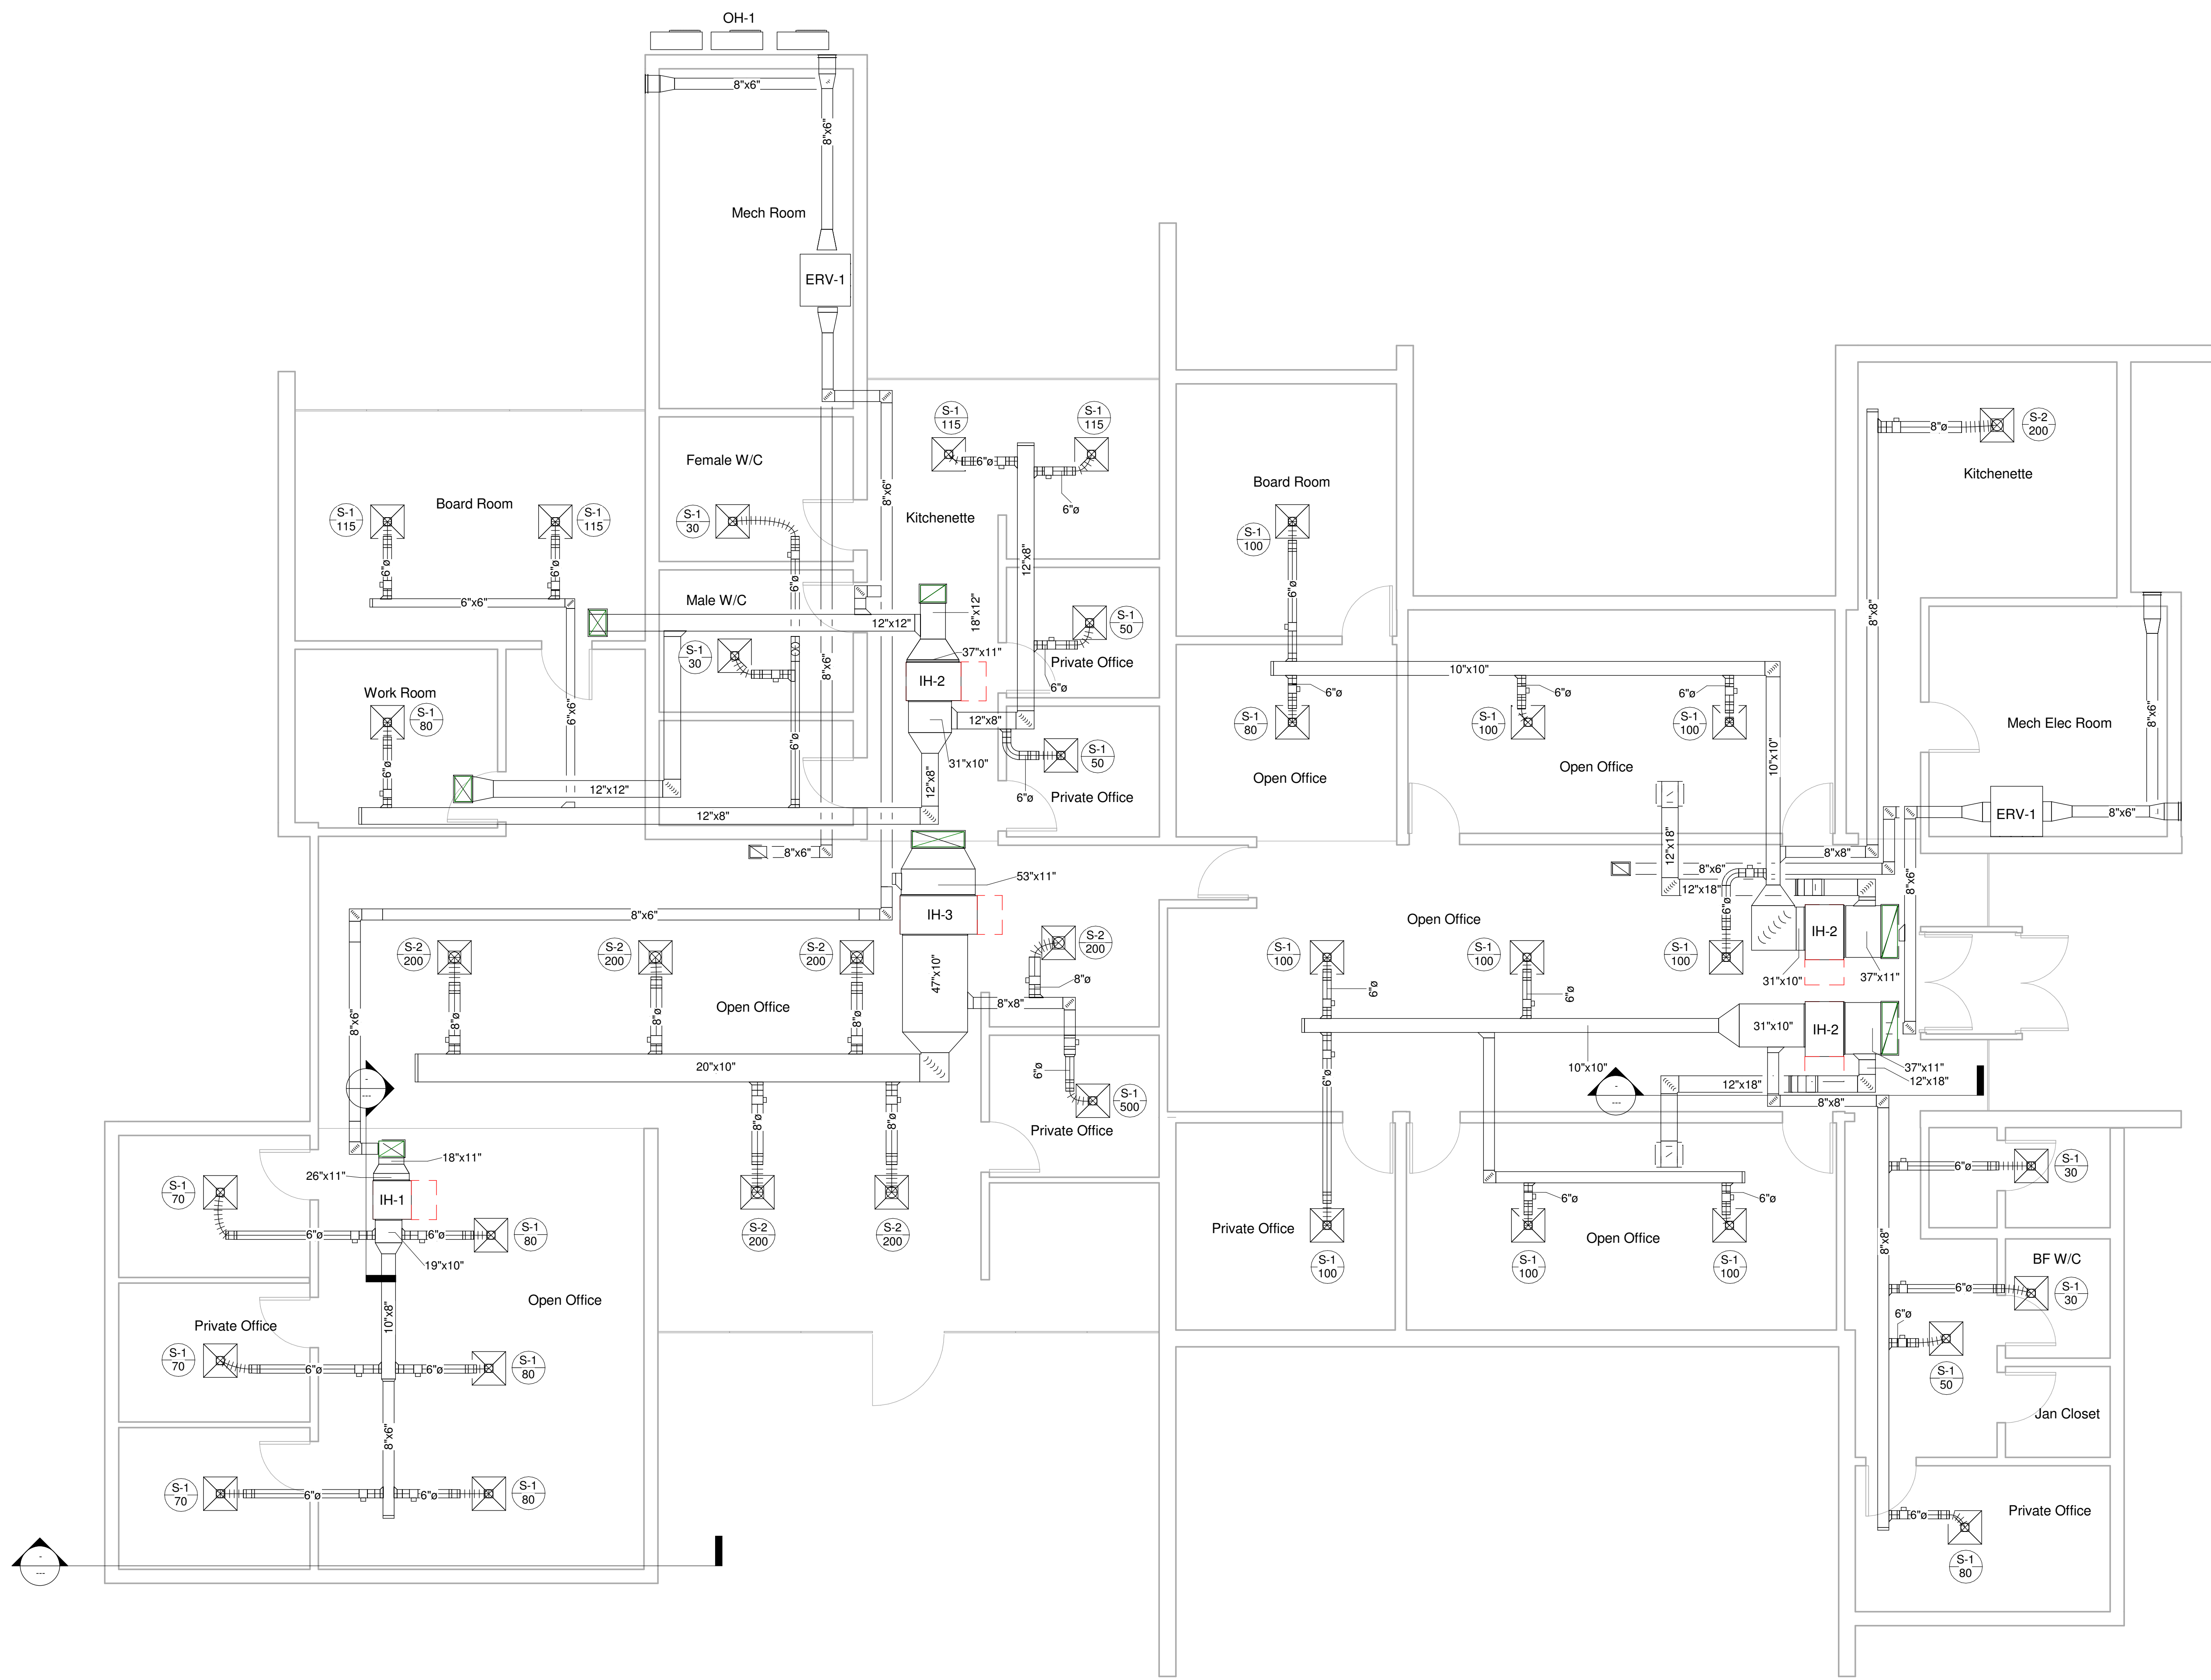 OH-1
8"x6"
8"x6"
Mech Room
ERV-1
Female W/C
S-1
30
Male W/C
S-1
30
6"ø
6"ø
8"x6"
8"x6"
8"x6"
Board Room
S-1
115
S-1
115
6"ø
6"ø
6"x6"
6"x6"
Work Room
S-1
80
6"ø
12"x12"
12"x12"
12"x8"
Kitchenette
S-1
115
S-1
115
6"ø
6"ø
12"x8"
18"x12"
37"x11"
IH-2
12"x8"
31"x10"
12"x8"
S-1
50
Private Office
6"ø
S-1
50
6"ø
Private Office
53"x11"
IH-3
47"x10"
8"x6"
8"x6"
S-2
200
S-2
200
S-2
200
8"ø
8"ø
8"ø
Open Office
20"x10"
8"ø
8"ø
S-2
200
S-2
200
S-2
200
8"ø
8"x8"
6"ø
S-1
500
Private Office
-
---
18"x11"
26"x11"
IH-1
19"x10"
S-1
70
6"ø
6"ø
S-1
80
10"x8"
Open Office
Private Office
S-1
70
6"ø
6"ø
S-1
80
8"x6"
S-1
70
6"ø
6"ø
S-1
80
-
---
Board Room
S-1
100
6"ø
10"x10"
S-1
80
6"ø
Open Office
S-1
100
6"ø
S-1
100
6"ø
Open Office
10"x10"
12"x18"
12"x18"
8"x6"
8"x8"
8"x8"
8"ø
S-2
200
Kitchenette
Mech Elec Room
8"x6"
ERV-1
8"x6"
8"x6"
Open Office
S-1
100
6"ø
S-1
100
6"ø
S-1
100
6"ø
IH-2
31"x10"
37"x11"
31"x10"
IH-2
37"x11"
12"x18"
10"x10"
12"x18"
8"x8"
-
---
6"ø
Private Office
S-1
100
6"ø
6"ø
S-1
100
Open Office
S-1
100
8"x8"
6"ø
S-1
30
BF W/C
6"ø
S-1
30
6"ø
S-1
50
Jan Closet
Private Office
6"ø
S-1
80